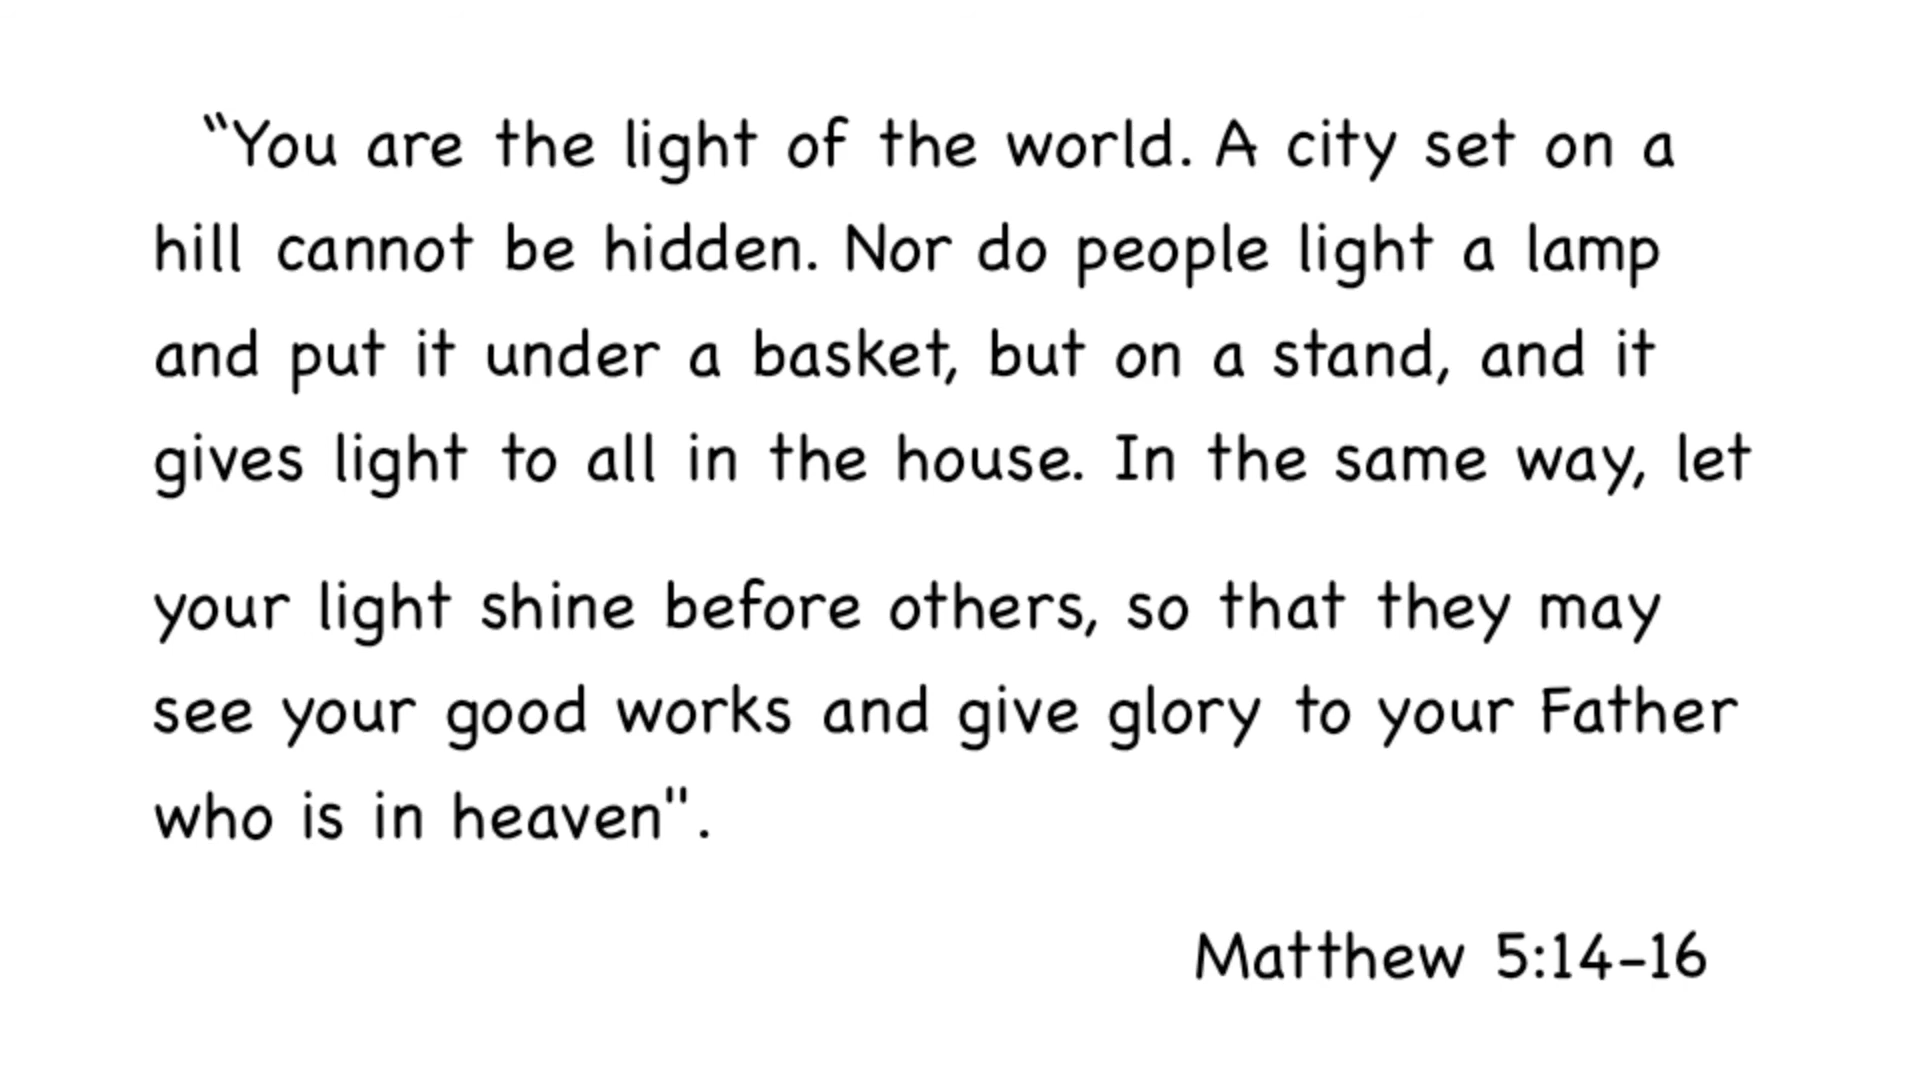 “You are the light of the world. A city set on a
hill cannot be hidden. Nor do people light a lamp
and put it under a basket, but on a stand, and it
gives light to all in the house. In the same way, let
your light shine before others, so that they may
see your good works and give glory to your Father
who is in heaven".
Matthew 5:14-16